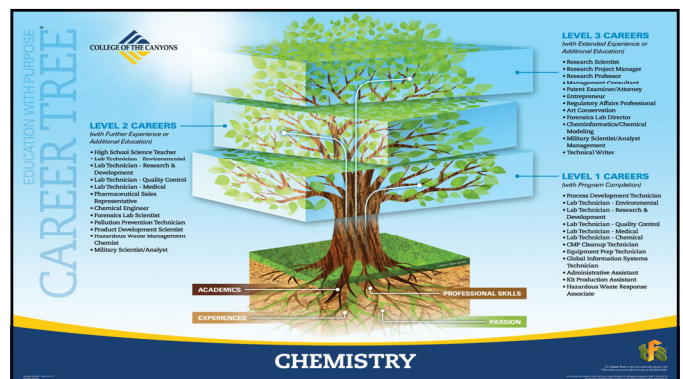 EDUCATION WITH PURPOSE
CAREER TREE
COLLEGE OF THE CANYONS
LEVEL 3 CAREERS
(with Extended Experience or
Additional Education)
• Research Scientist
• Research Project Manager
• Research Professor
• Management Consultant
• Patent Examiner/Attorney
• Entrepreneur
• Regulatory Affairs Professional
• Art Conservation
• Forensics Lab Director
• Cheminformatics/Chemical
Modeling
• Military Scientist/Analyst
Management
• Technical Writer
LEVEL 2 CAREERS
(with Further Experience or
Additional Education)
• High School Science Teacher
• Lab Technician - Environmental
• Lab Technician - Research &
Development
• Lab Technician - Quality Control
• Lab Technician - Medical
• Pharmaceutical Sales
Representative
• Chemical Engineer
• Forensics Lab Scientist
• Pollution Prevention Technician
• Product Development Scientist
• Hazardous Waste Management
Chemist
• Military Scientist/Analyst
LEVEL 1 CAREERS
(with Program Completion)
• Process Development Technician
• Lab Technician - Environmental
• Lab Technician - Research &
Development
• Lab Technician - Quality Control
• Lab Technician - Medical
• Lab Technician - Chemical
• CMP Cleanup Technician
• Equipment Prep Technician
• Global Information Systems
Technician
• Administrative Assistant
• Kit Production Assistant
• Hazardous Waste Response
Associate
ACADEMICS
PROFESSIONAL SKILLS
EXPERIENCES
PASSION
CHEMISTRY